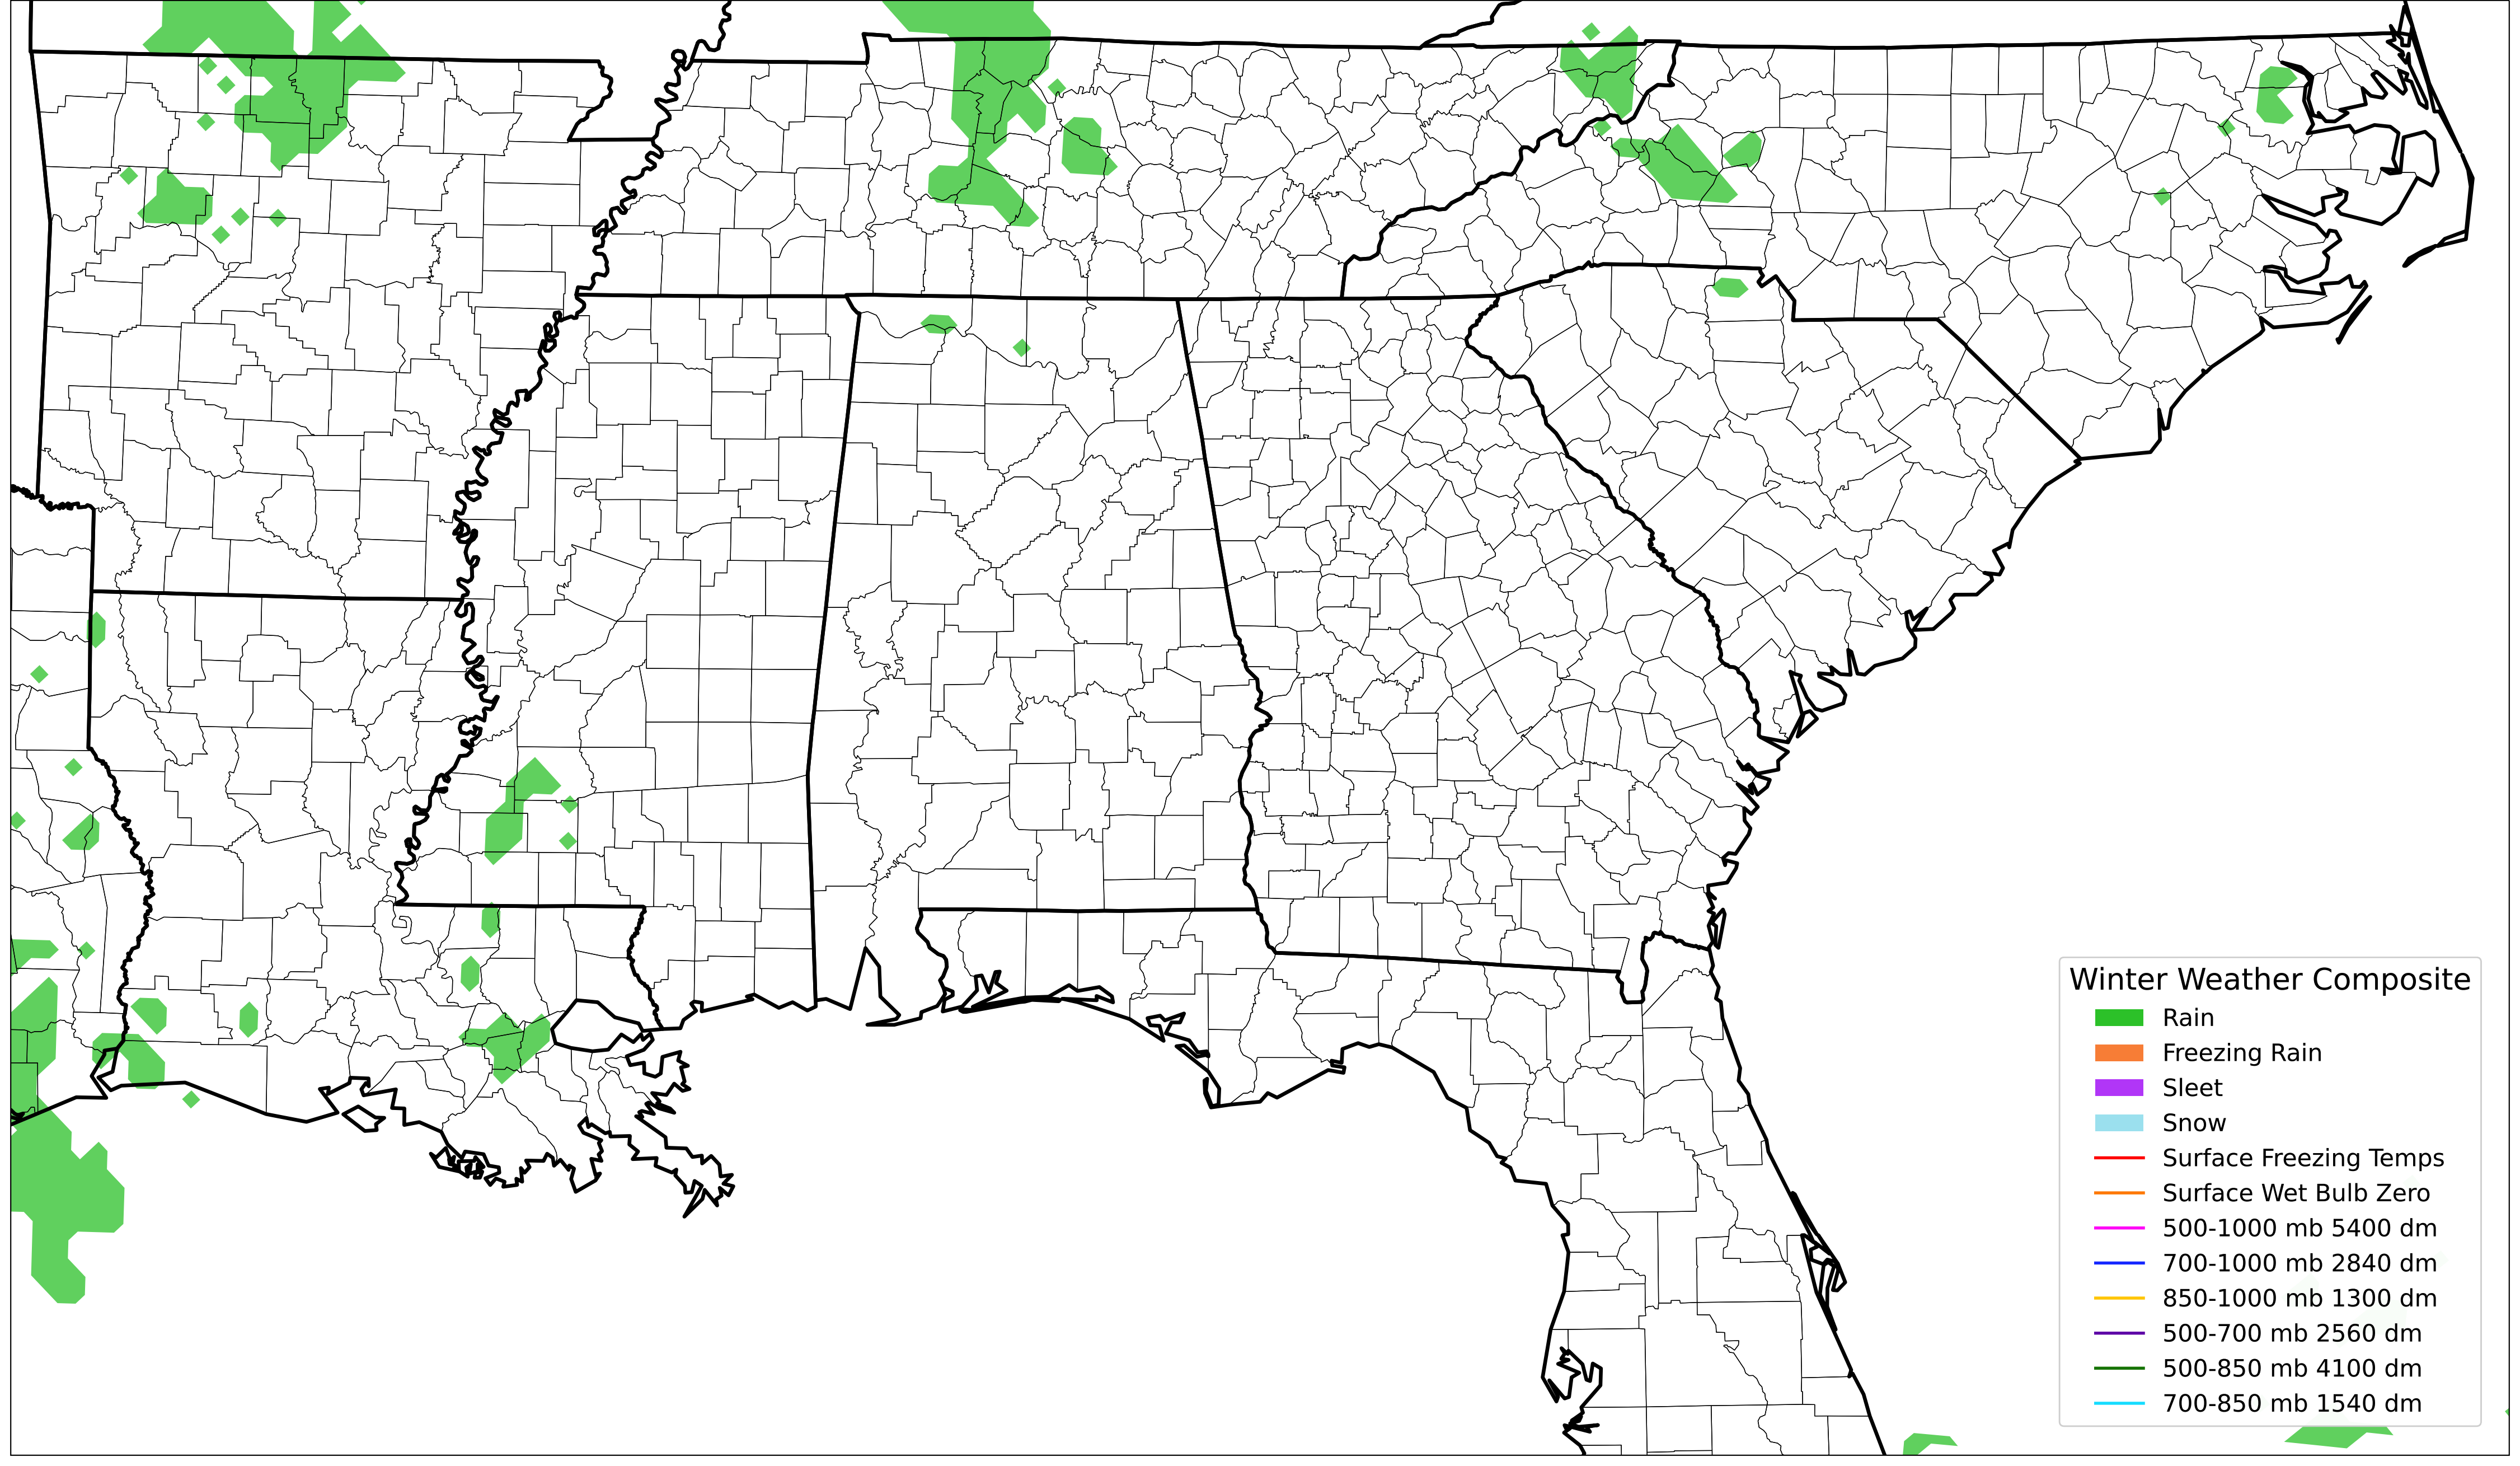 Winter Weather Composite
Rain
Freezing Rain
Sleet
Snow
Surface Freezing Temps
Surface Wet Bulb Zero
500-1000 mb 5400 dm
700-1000 mb 2840 dm
850-1000 mb 1300 dm
500-700 mb 2560 dm
500-850 mb 4100 dm
700-850 mb 1540 dm